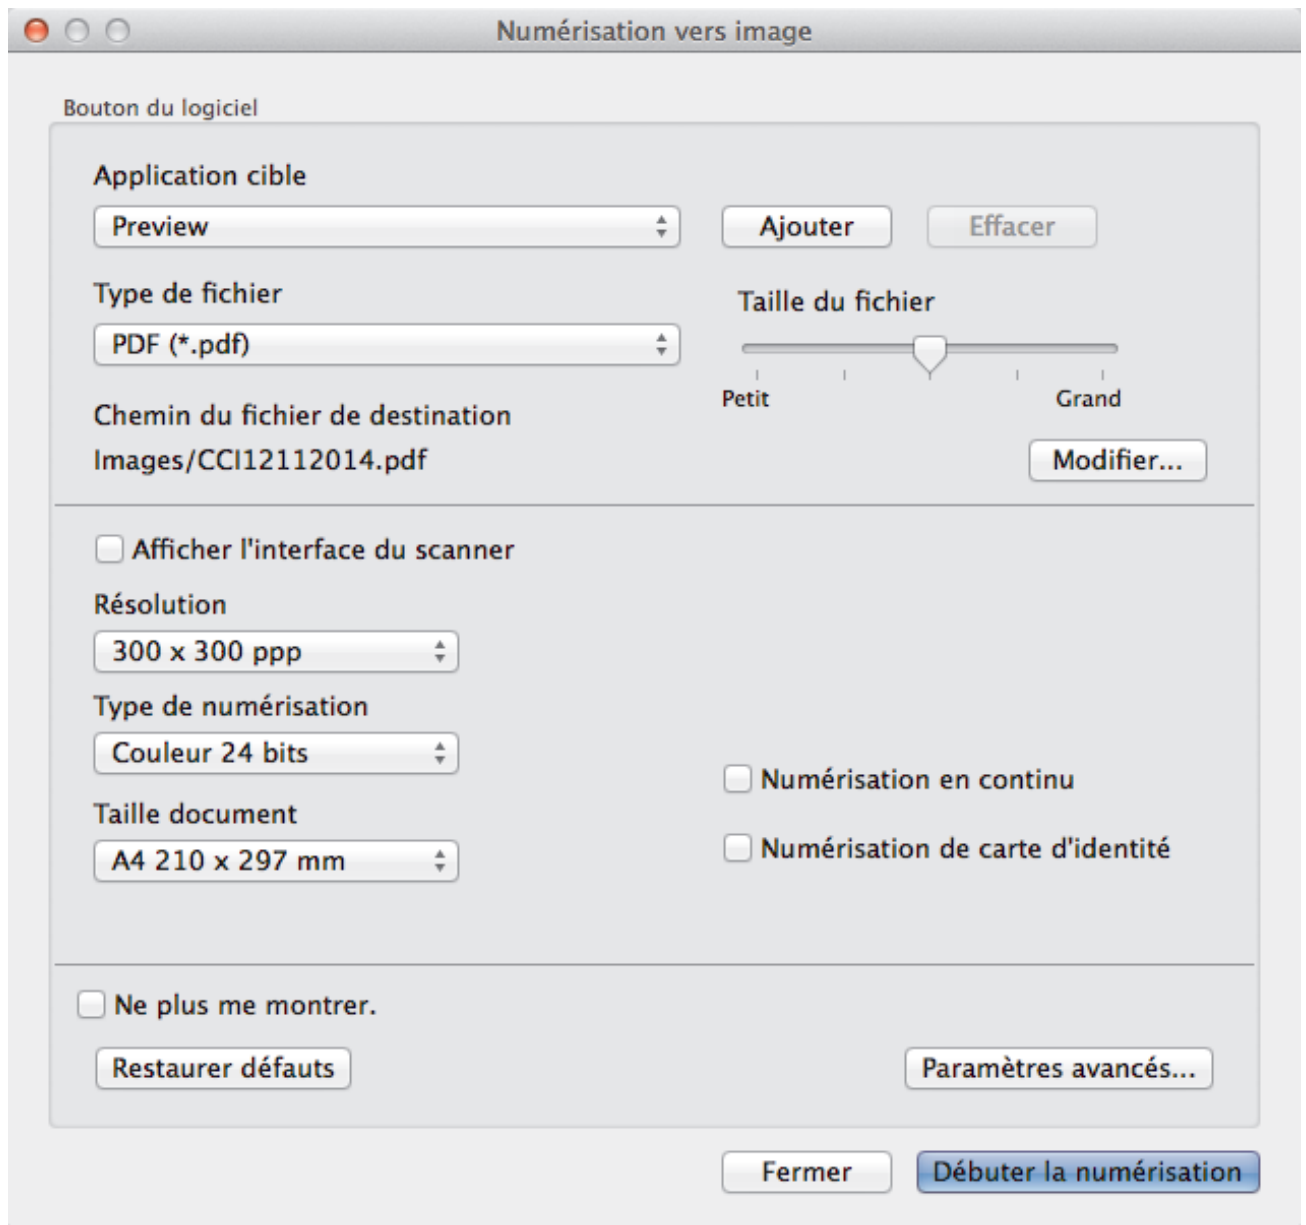 Numérisation vers image
Bouton du logiciel
Application cible
Preview
Ajouter
Effacer
Type de fichier
Taille du fichier
PDF (*.pdf)
Petit
Grand
Chemin du fichier de destination
Images/CCI12112014.pdf
Modifier...
Afficher l'interface du scanner
Résolution
300 x 300 ppp
Type de numérisation
Couleur 24 bits
Numérisation en continu
Taille document
Numérisation de carte d'identité
A4 210 x 297 mm
Ne plus me montrer.
Restaurer défauts
Paramètres avancés...
Fermer
Débuter la numérisation